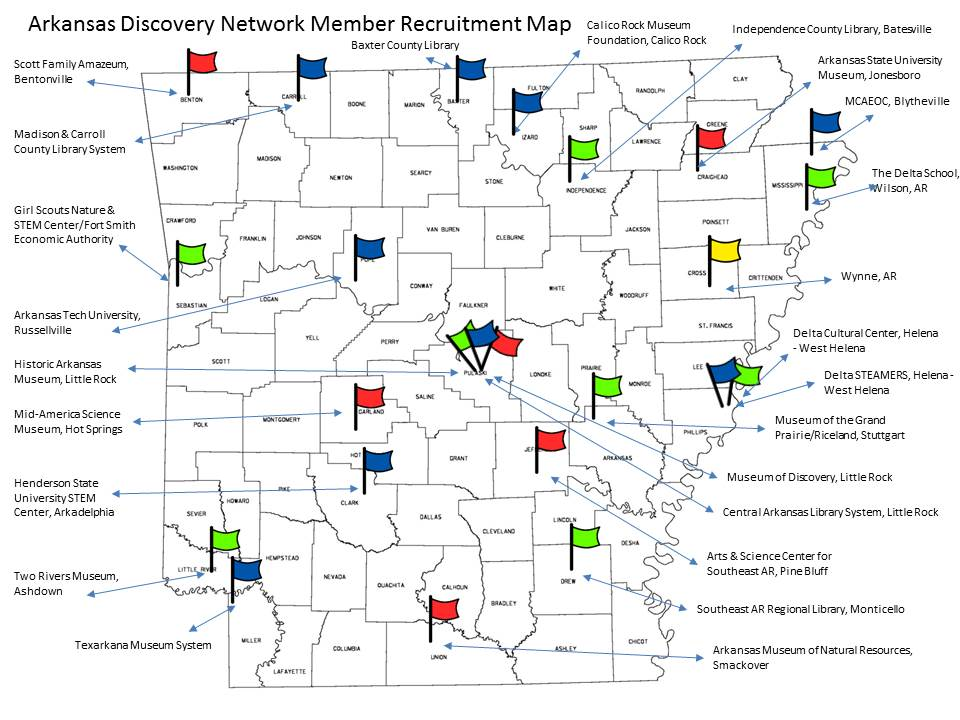 Arkansas Discovery Network Member Recruitment Map
Calico Rock Museum
Foundation, Calico Rock
Independence County Library, Batesville
Baxter County Library
Scott Family Amazeum,
Bentonville
Arkansas State University
Museum, Jonesboro
MCAEOC, Blytheville
Madison & Carroll
County Library System
The Delta School,
Wilson, AR
Girl Scouts Nature &
STEM Center/Fort Smith
Economic Authority
Wynne, AR
Arkansas Tech University,
Russellville
Delta Cultural Center, Helena
- West Helena
Historic Arkansas
Museum, Little Rock
Delta STEAMERS, Helena -
West Helena
Mid-America Science
Museum, Hot Springs
Museum of the Grand
Prairie/Riceland, Stuttgart
Museum of Discovery, Little Rock
Henderson State
University STEM
Center, Arkadelphia
Central Arkansas Library System, Little Rock
Arts & Science Center for
Southeast AR, Pine Bluff
Two Rivers Museum,
Ashdown
Southeast AR Regional Library, Monticello
Texarkana Museum System
Arkansas Museum of Natural Resources,
Smackover
BENTON
CARROLL
BOONE
MARION
BAXTER
FULTON
RANDOLPH
CLAY
IZARD
SHARP
LAWRENCE
GREENE
WASHINGTON
MADISON
NEWTON
SEARCY
STONE
INDEPENDENCE
CRAIGHEAD
MISSISSIPPI
CRAWFORD
FRANKLIN
JOHNSON
POPE
VAN BUREN
CLEBURNE
JACKSON
POINSETT
SEBASTIAN
LOGAN
CONWAY
FAULKNER
WHITE
WOODRUFF
CROSS
CRITTENDEN
SCOTT
YELL
PERRY
PULASKI
LONOKE
PRAIRIE
MONROE
ST. FRANCIS
LEE
POLK
MONTGOMERY
GARLAND
SALINE
PHILLIPS
HOT
GRANT
JEF
ARKANSAS
SEVIER
HOWARD
PIKE
CLARK
DALLAS
CLEVELAND
LINCOLN
DESHA
LITTLE RIVER
HEMPSTEAD
NEVADA
OUACHITA
CALHOUN
BRADLEY
DREW
MILLER
LAFAYETTE
COLUMBIA
UNION
ASHLEY
CHICOT